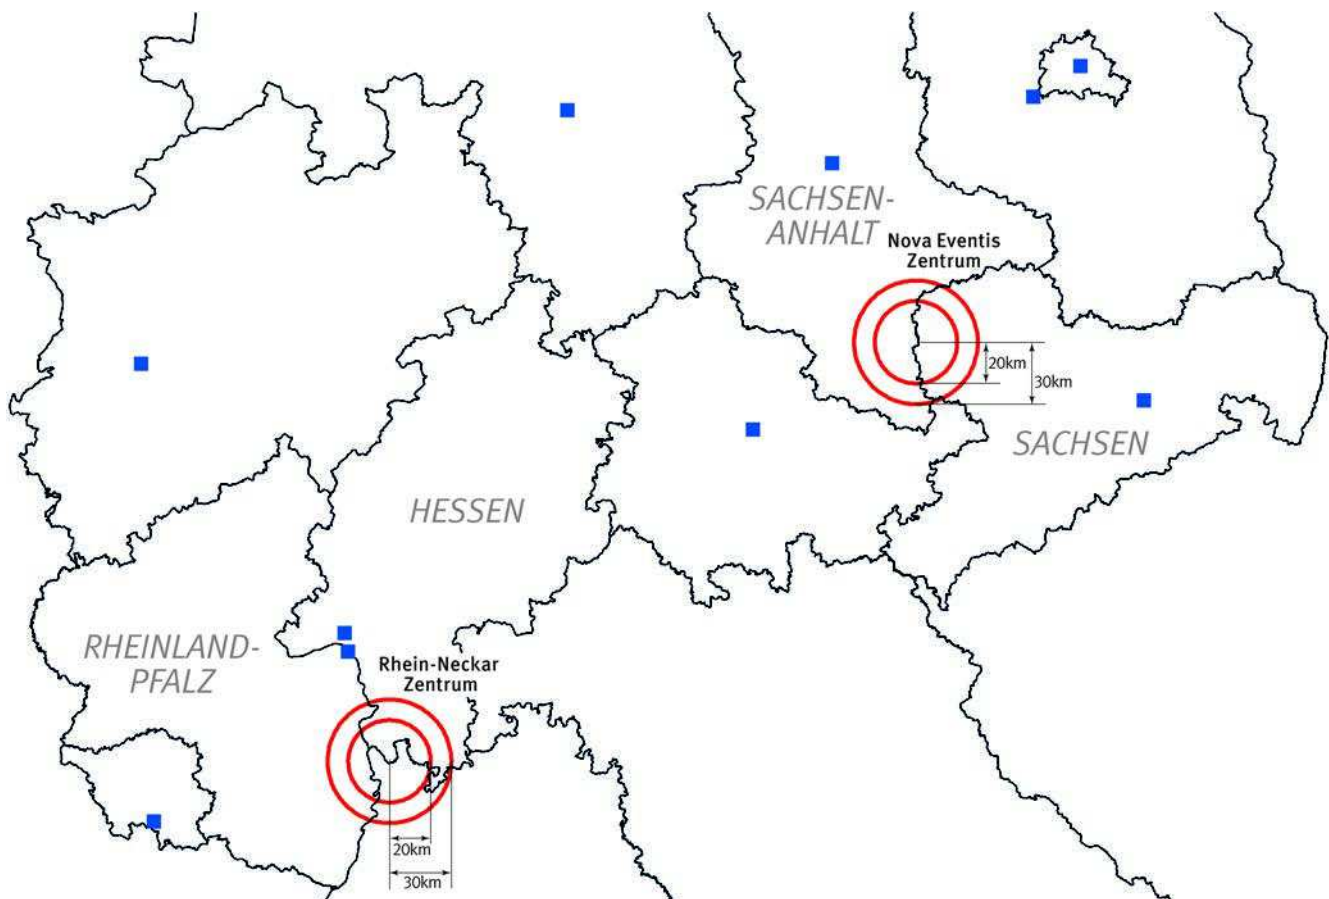 SACHSEN-
ANHALT
Nova Eventis
Zentrum
20km
30km
SACHSEN
HESSEN
RHEINLAND-
PFALZ
Rhein-Neckar
Zentrum
20km
30km